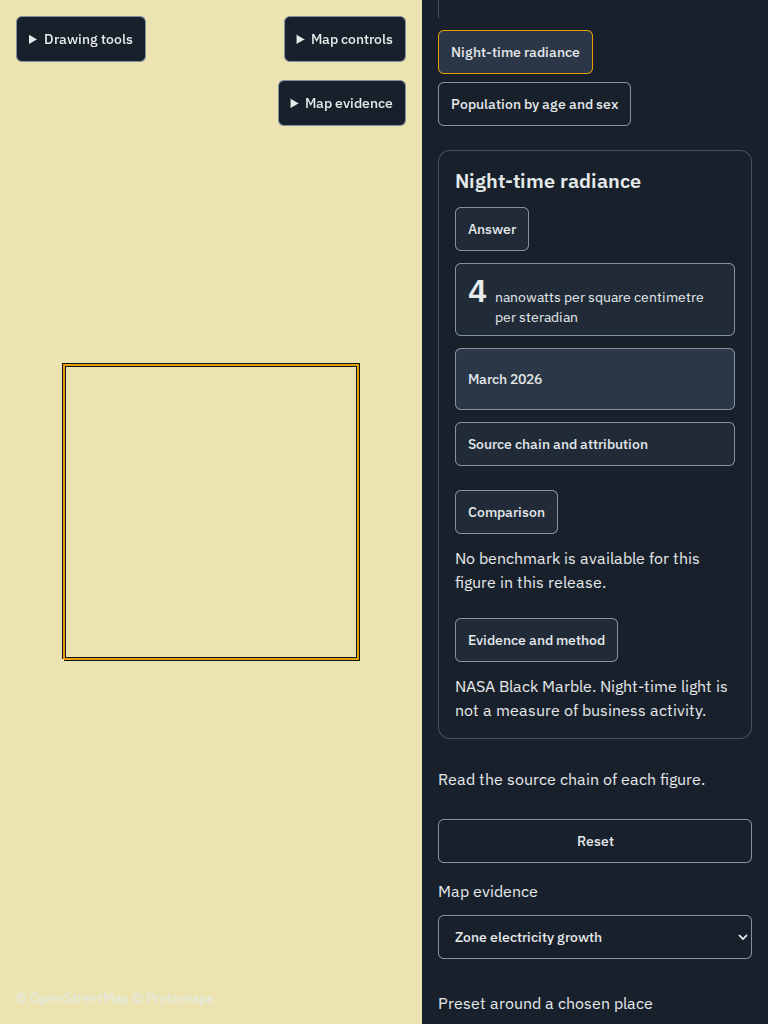 Drawing tools
Map controls
Map evidence
© OpenStreetMap © Protomaps
Night-time radiance
Population by age and sex
Night-time radiance
Answer
4 nanowatts per square centimetre
per steradian
March 2026
Source chain and attribution
Comparison
No benchmark is available for this
figure in this release.
Evidence and method
NASA Black Marble. Night-time light is
not a measure of business activity.
Read the source chain of each figure.
Reset
Map evidence
Zone electricity growth
Preset around a chosen place